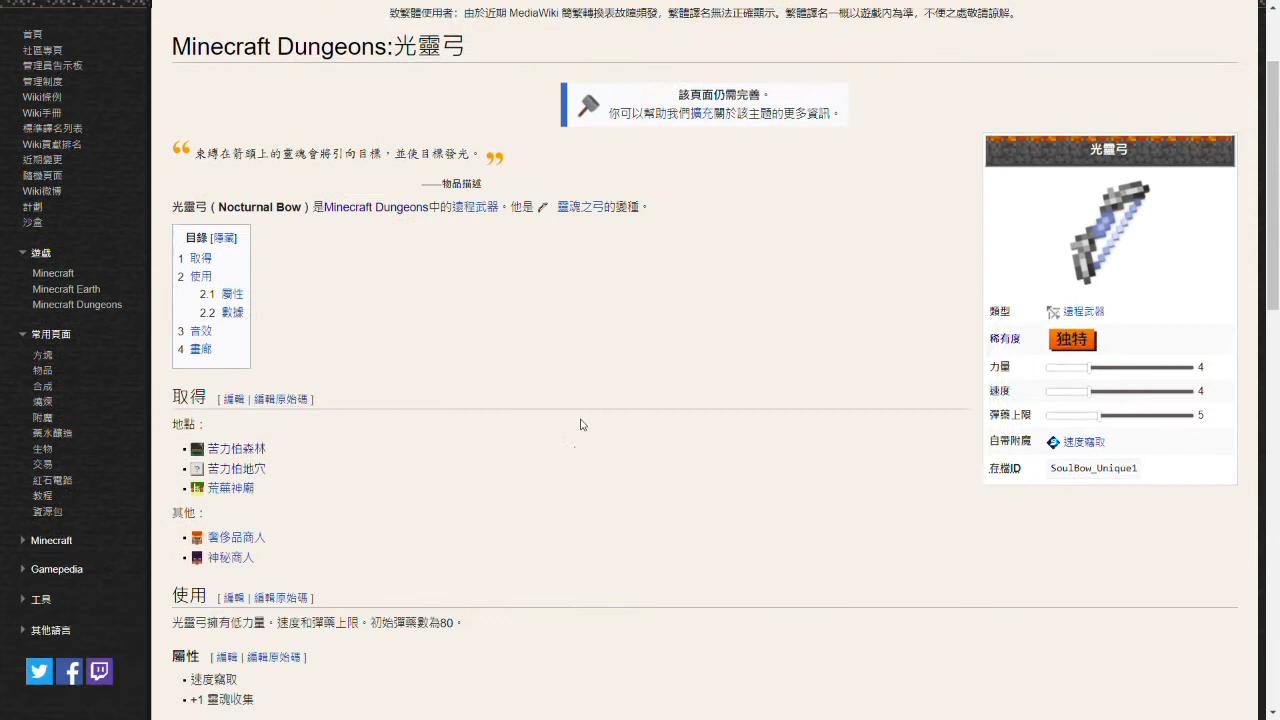 致繁體使用者：由於近期 MediaWiki 簡繁轉換表故障頻發，繁體譯名無法正確顯示。繁體譯名一概以遊戲內為準，不便之處敬請諒解。
首頁
社區專頁
管理員告示板
管理制度
Wiki條例
Wiki手冊
標準譯名列表
Wiki貢獻排名
近期變更
隨機頁面
Wiki微博
計劃
沙盒
遊戲
Minecraft
Minecraft Earth
Minecraft Dungeons
常用頁面
方塊
物品
合成
燒煉
附魔
藥水釀造
生物
交易
紅石電路
教程
資源包
Minecraft
Gamepedia
工具
其他語言
Minecraft Dungeons:光靈弓
該頁面仍需完善。
你可以幫助我們擴充關於該主題的更多資訊。
“ 束縛在箭頭上的靈魂會將引向目標，並使目標發光。 ”
——物品描述
光靈弓（Nocturnal Bow）是Minecraft Dungeons中的遠程武器。他是 靈魂之弓的變種。
目錄 [隱藏]
1 取得
2 使用
2.1 屬性
2.2 數據
3 音效
4 畫廊
取得 [ 編輯 | 編輯原始碼 ]
地點：
苦力怕森林
苦力怕地穴
荒蕪神廟
其他：
奢侈品商人
神秘商人
使用 [ 編輯 | 編輯原始碼 ]
光靈弓擁有低力量。速度和彈藥上限。初始彈藥數為80。
屬性 [ 編輯 | 編輯原始碼 ]
速度竊取
+1 靈魂收集
光靈弓
類型 遠程武器
稀有度 独特
力量 4
速度 4
彈藥上限 5
自帶附魔 速度竊取
存檔ID SoulBow_Unique1